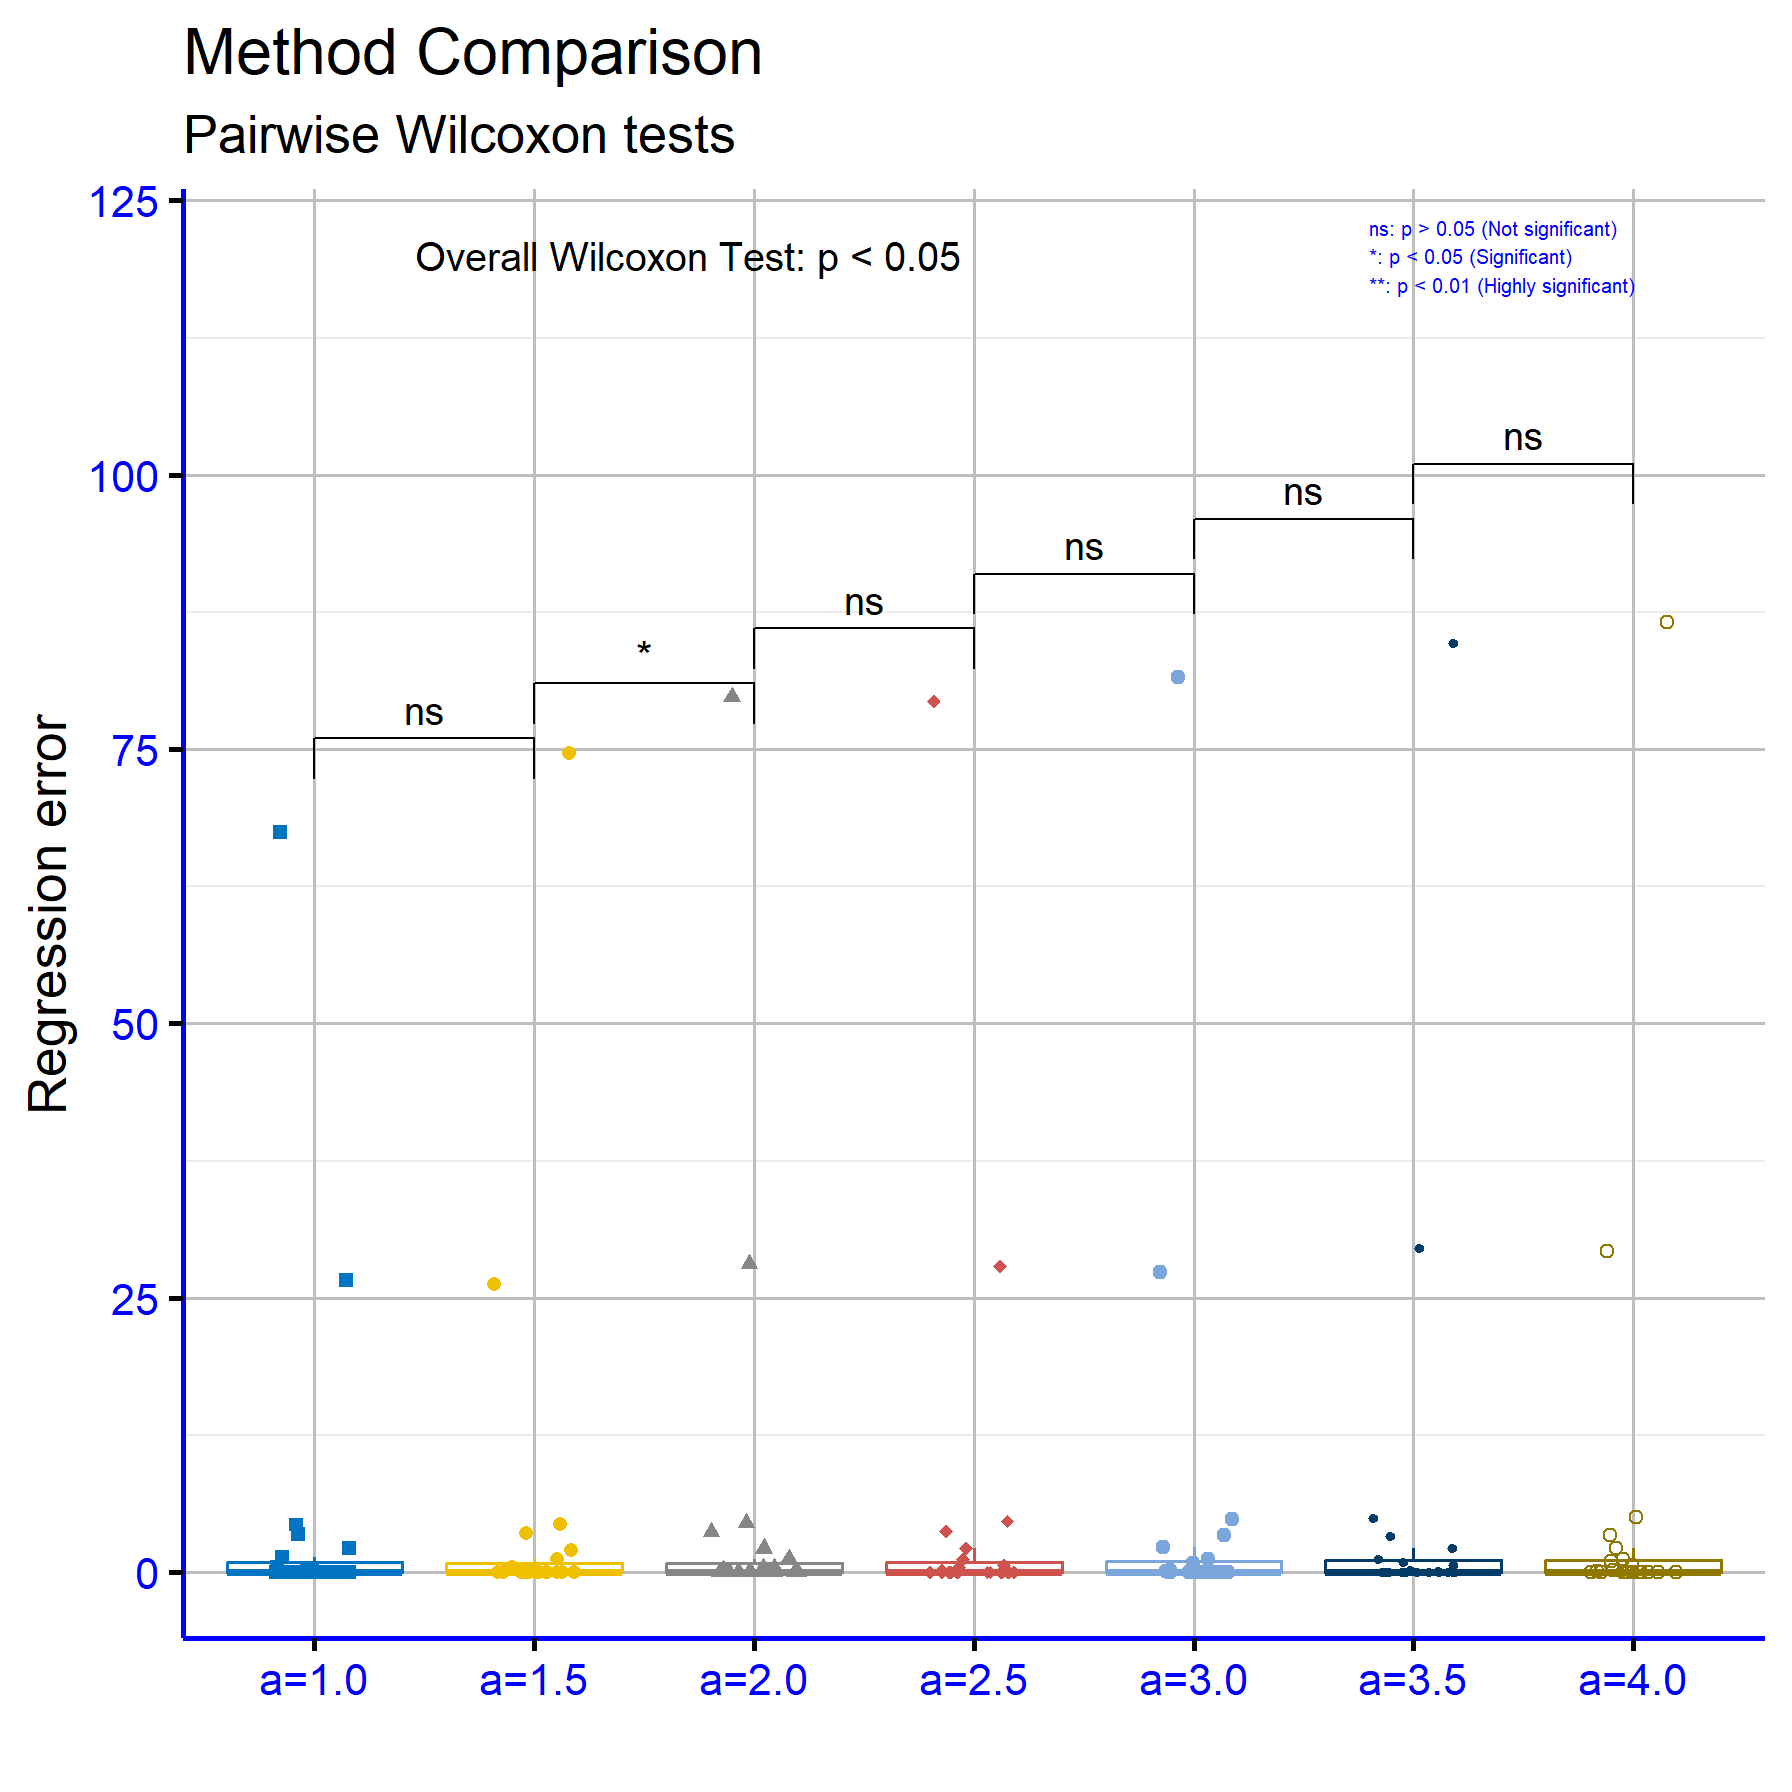 Method Comparison
Pairwise Wilcoxon tests
125
100
75
50
25
0
Regression error
Overall Wilcoxon Test: p < 0.05
ns: p > 0.05 (Not significant)
*: p < 0.05 (Significant)
**: p < 0.01 (Highly significant)
ns
*
ns
ns
ns
ns
a=1.0
a=1.5
a=2.0
a=2.5
a=3.0
a=3.5
a=4.0